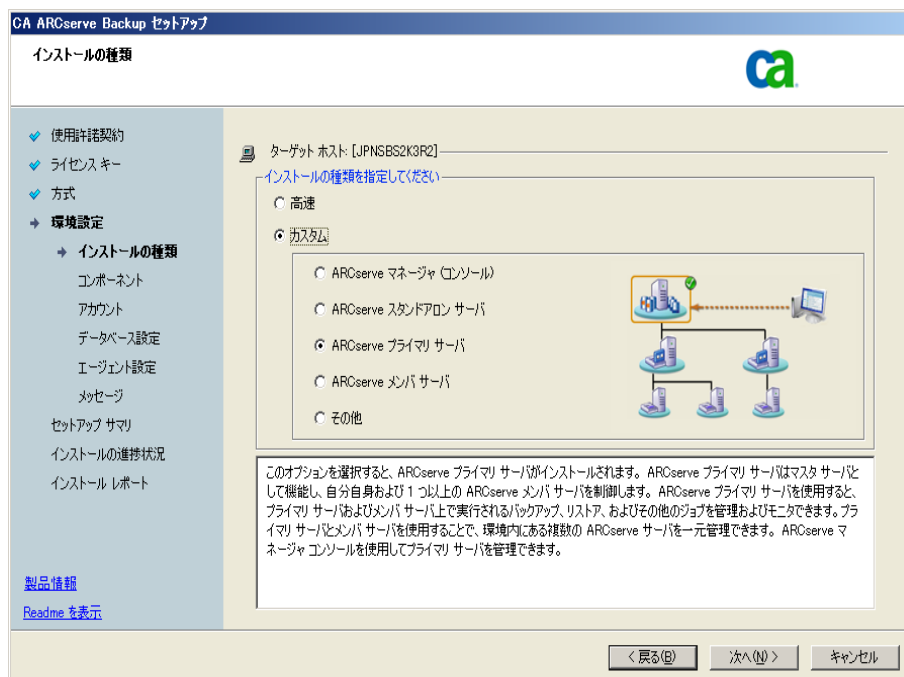 CA ARCserve Backup セットアップ
インストールの種類
ca
使用許諾契約
ライセンス キー
方式
環境設定
インストールの種類
コンポーネント
アカウント
データベース設定
エージェント設定
メッセージ
セットアップ サマリ
インストールの進捗状況
インストール レポート
製品情報
Readme を表示
ターゲット ホスト: [JPNSBS2K3R2]
インストールの種類を指定してください
高速
カスタム
ARCserve マネージャ (コンソール)
ARCserve スタンドアロン サーバ
ARCserve プライマリ サーバ
ARCserve メンバ サーバ
その他
このオプションを選択すると、ARCserve プライマリ サーバがインストールされます。 ARCserve プライマリ サーバはマスタ サーバと
して機能し、自分自身および 1 つ以上の ARCserve メンバ サーバを制御します。 ARCserve プライマリ サーバを使用すると、
プライマリ サーバおよびメンバ サーバ上で実行されるバックアップ、リストア、およびその他のジョブを管理およびモニタできます。プラ
イマリ サーバとメンバ サーバを使用することで、環境内にある複数の ARCserve サーバを一元管理できます。 ARCserve マ
ネージャ コンソールを使用してプライマリ サーバを管理できます。
< 戻る(B)
次へ(N) >
キャンセル